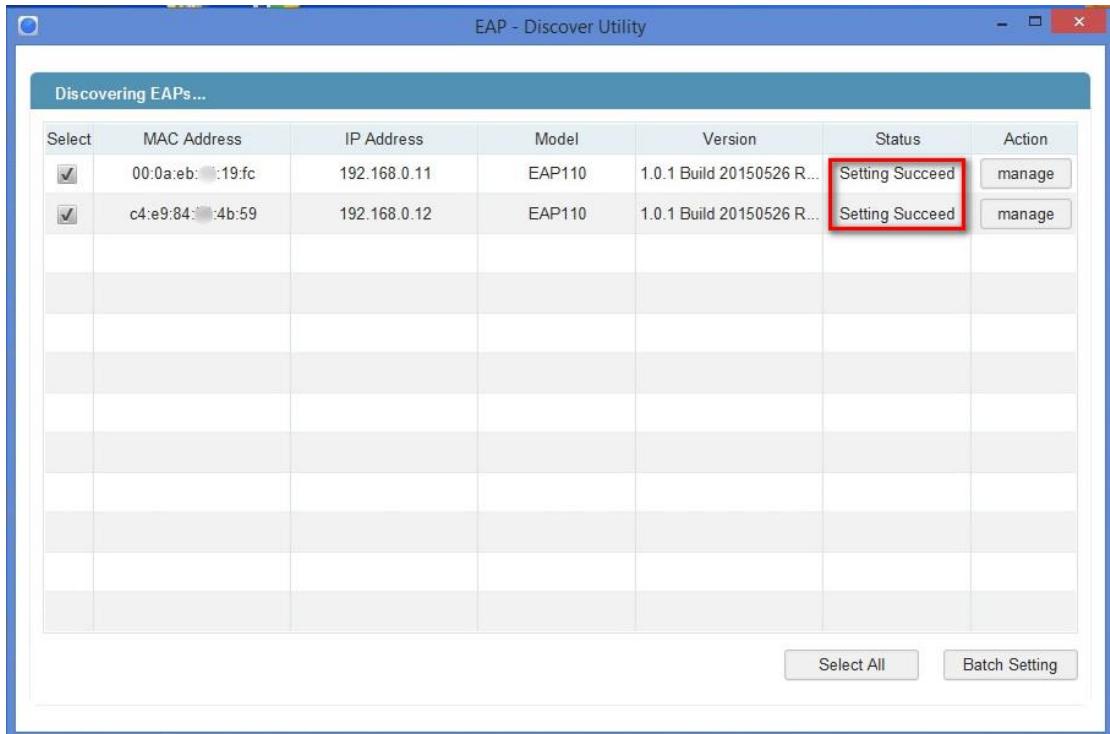 EAP - Discover Utility
Discovering EAPs...
Select MAC Address IP Address Model Version Status Action
00:0a:eb: :19:fc 192.168.0.11 EAP110 1.0.1 Build 20150526 R... Setting Succeed manage
c4:e9:84: :4b:59 192.168.0.12 EAP110 1.0.1 Build 20150526 R... Setting Succeed manage
Select All Batch Setting